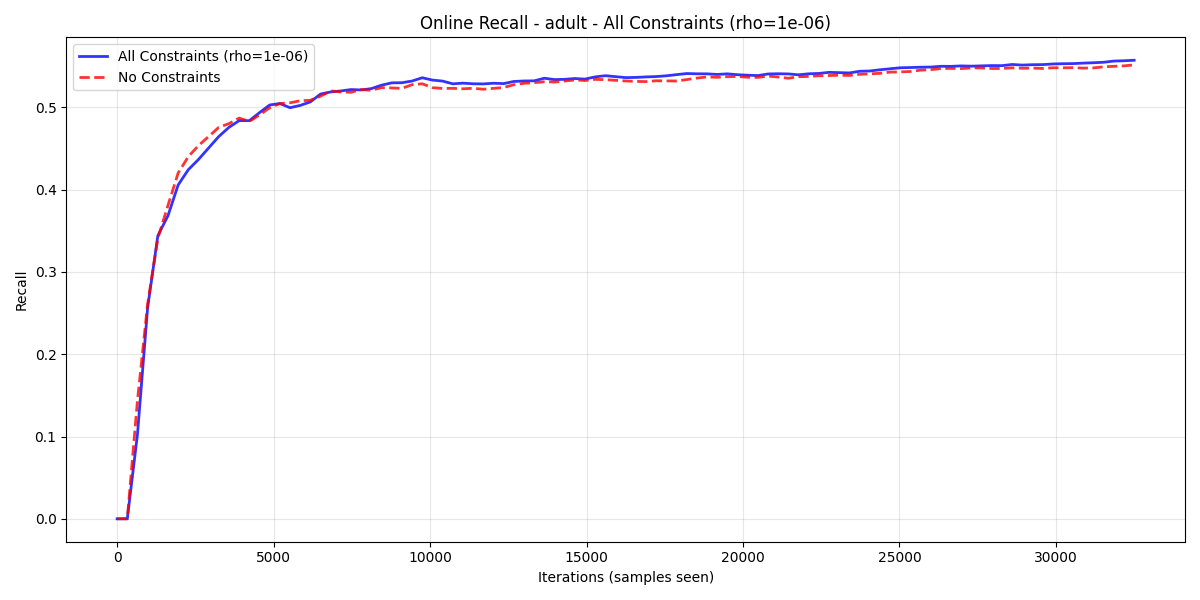 Online Recall - adult - All Constraints (rho=1e-06)
All Constraints (rho=1e-06)
No Constraints
Recall
0.5
0.4
0.3
0.2
0.1
0.0
0 5000 10000 15000 20000 25000 30000
Iterations (samples seen)